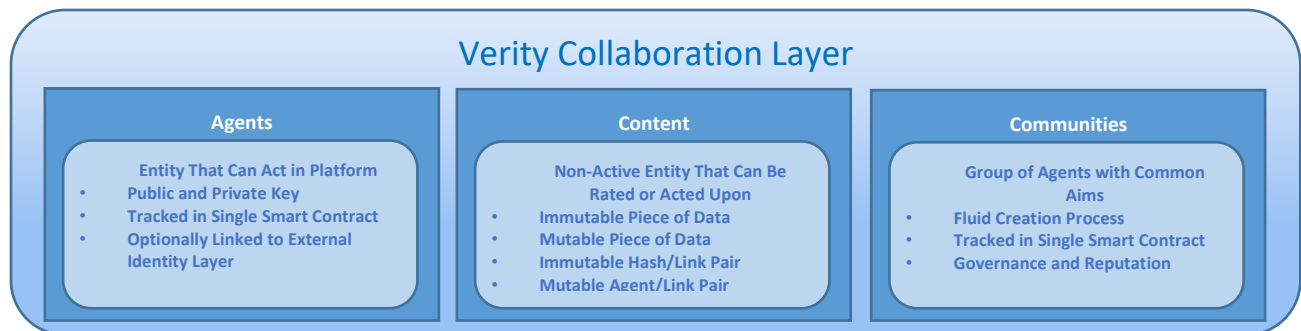 Verity Collaboration Layer
Agents
Entity That Can Act in Platform
• Public and Private Key
• Tracked in Single Smart Contract
• Optionally Linked to External
Identity Layer
Content
Non-Active Entity That Can Be
Rated or Acted Upon
• Immutable Piece of Data
• Mutable Piece of Data
• Immutable Hash/Link Pair
• Mutable Agent/Link Pair
Communities
Group of Agents with Common
Aims
• Fluid Creation Process
• Tracked in Single Smart Contract
• Governance and Reputation